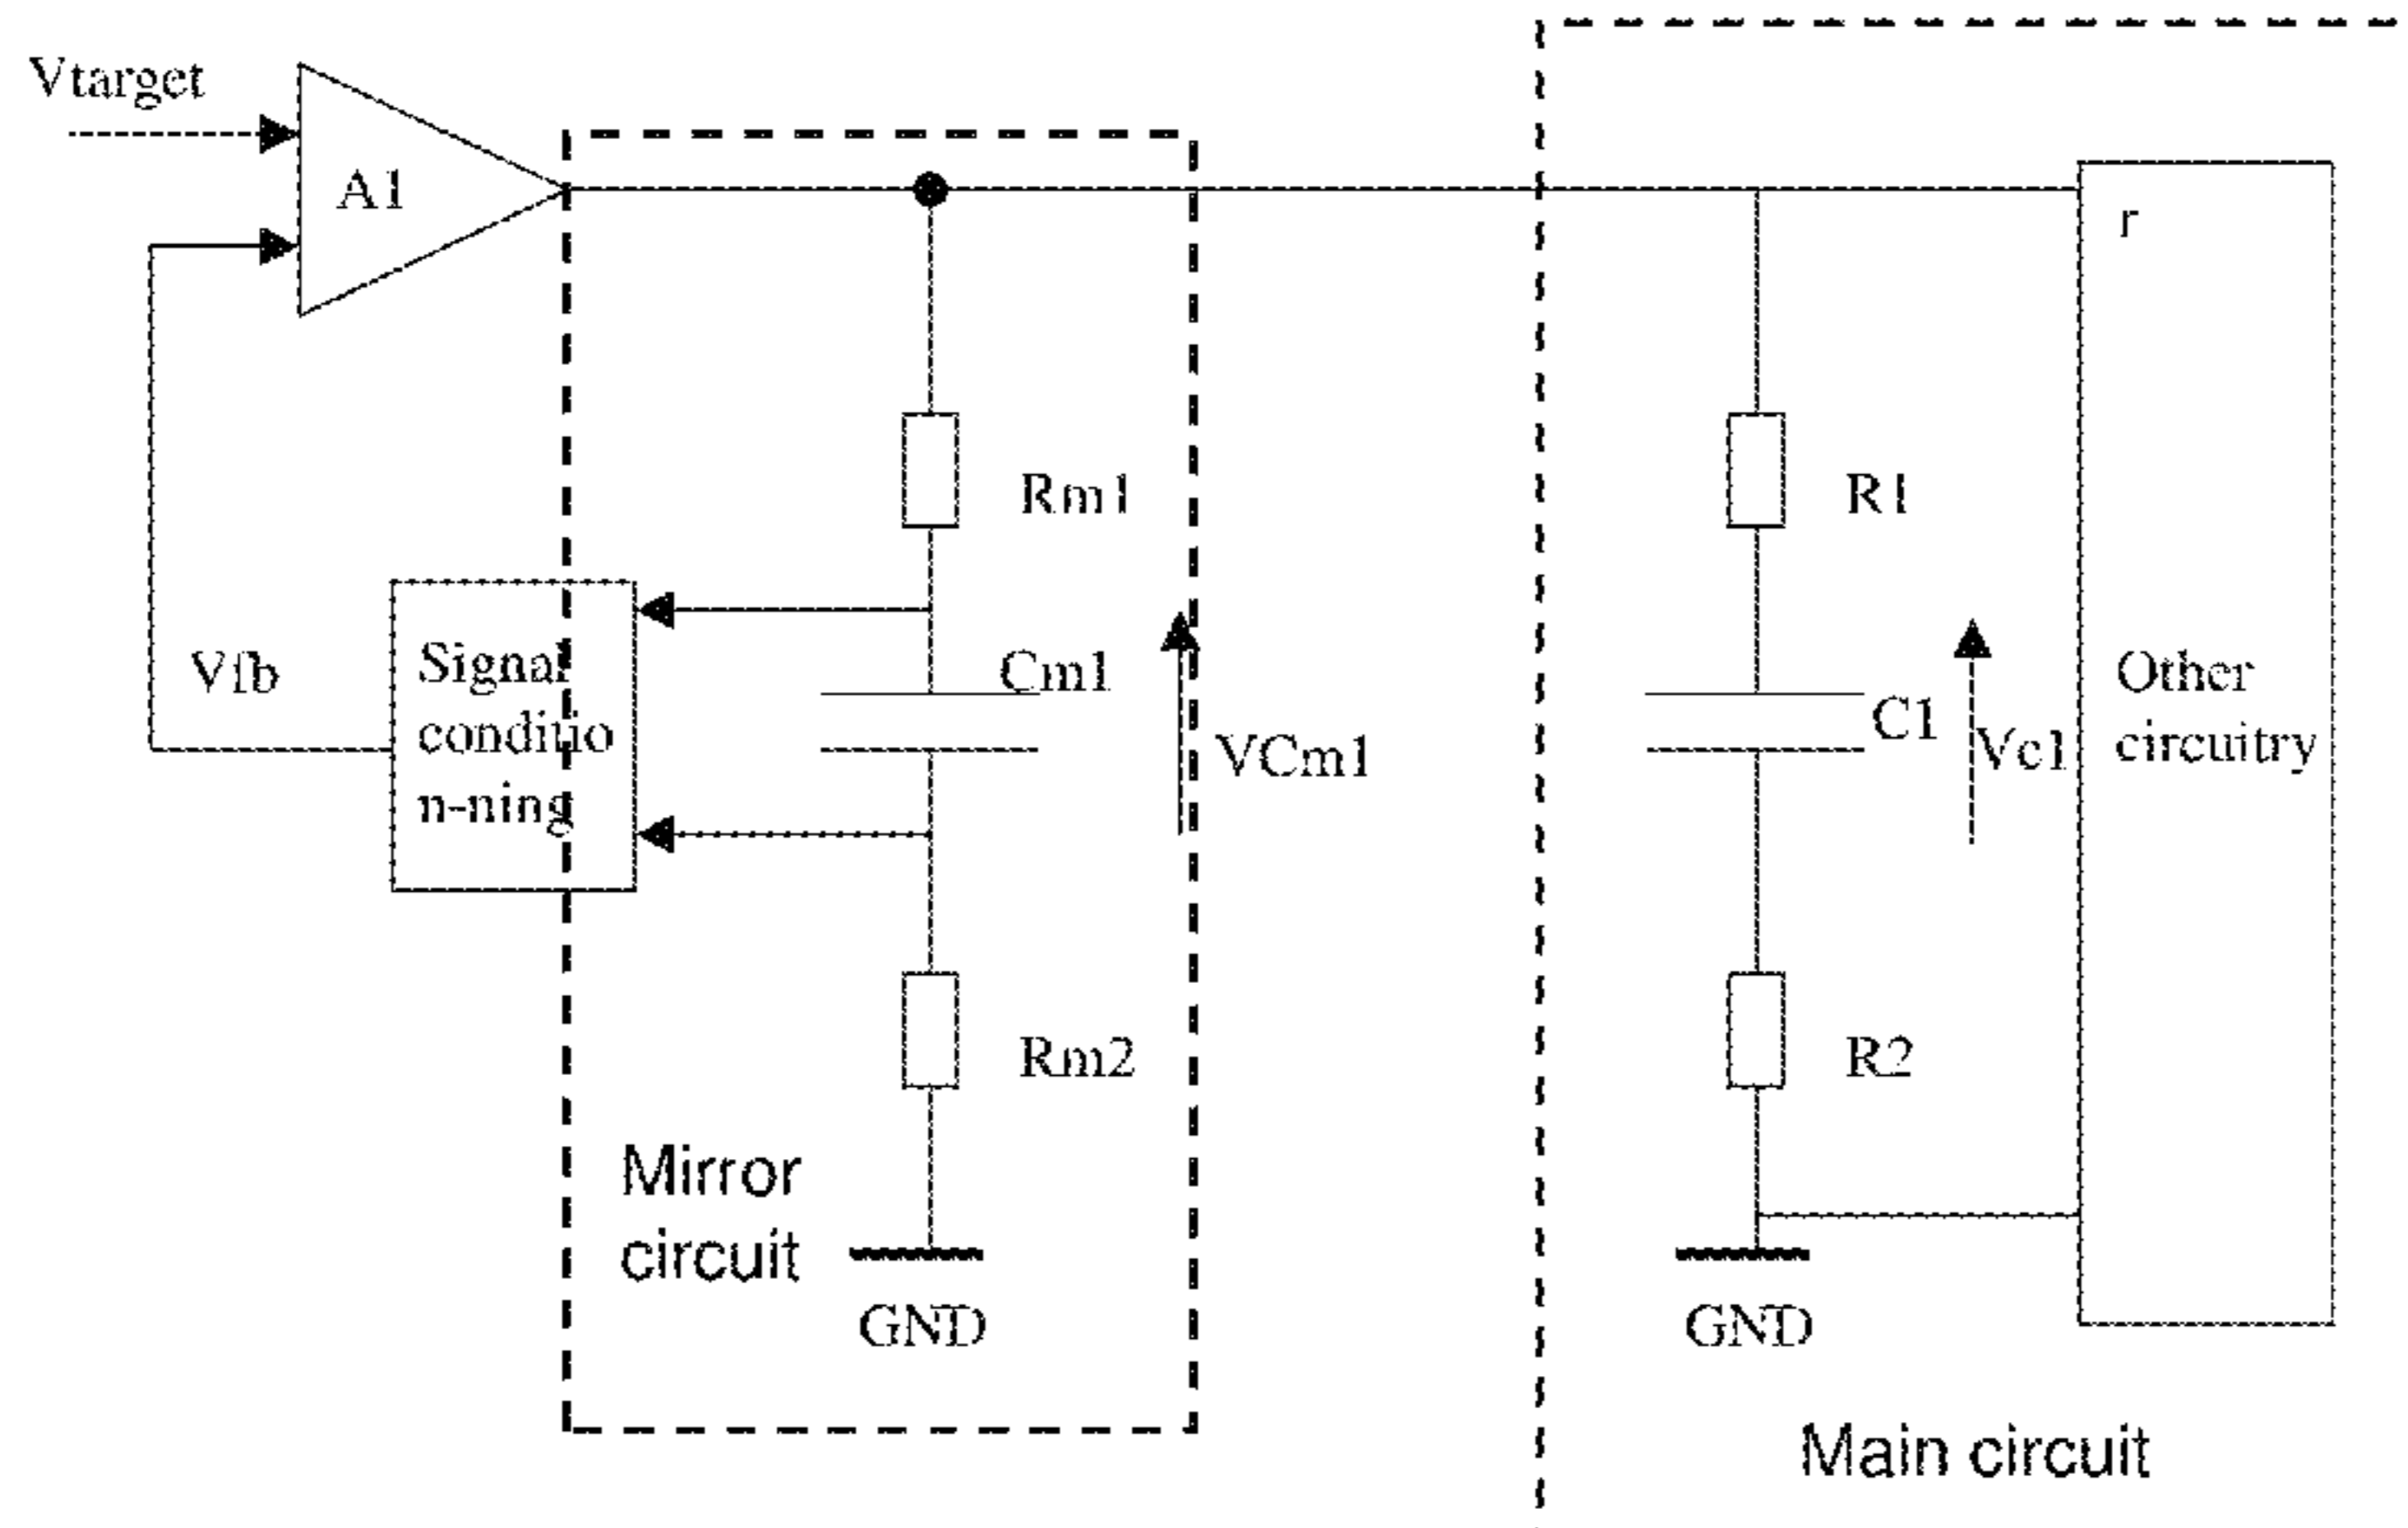 Vtarget
A1
r
Rm1
R1
Vfb
Signal
conditio
n-ning
Cm1
VCm1
C1
Vc1
Other
circuitry
Rm2
R2
Mirror
circuit
GND
GND
Main circuit